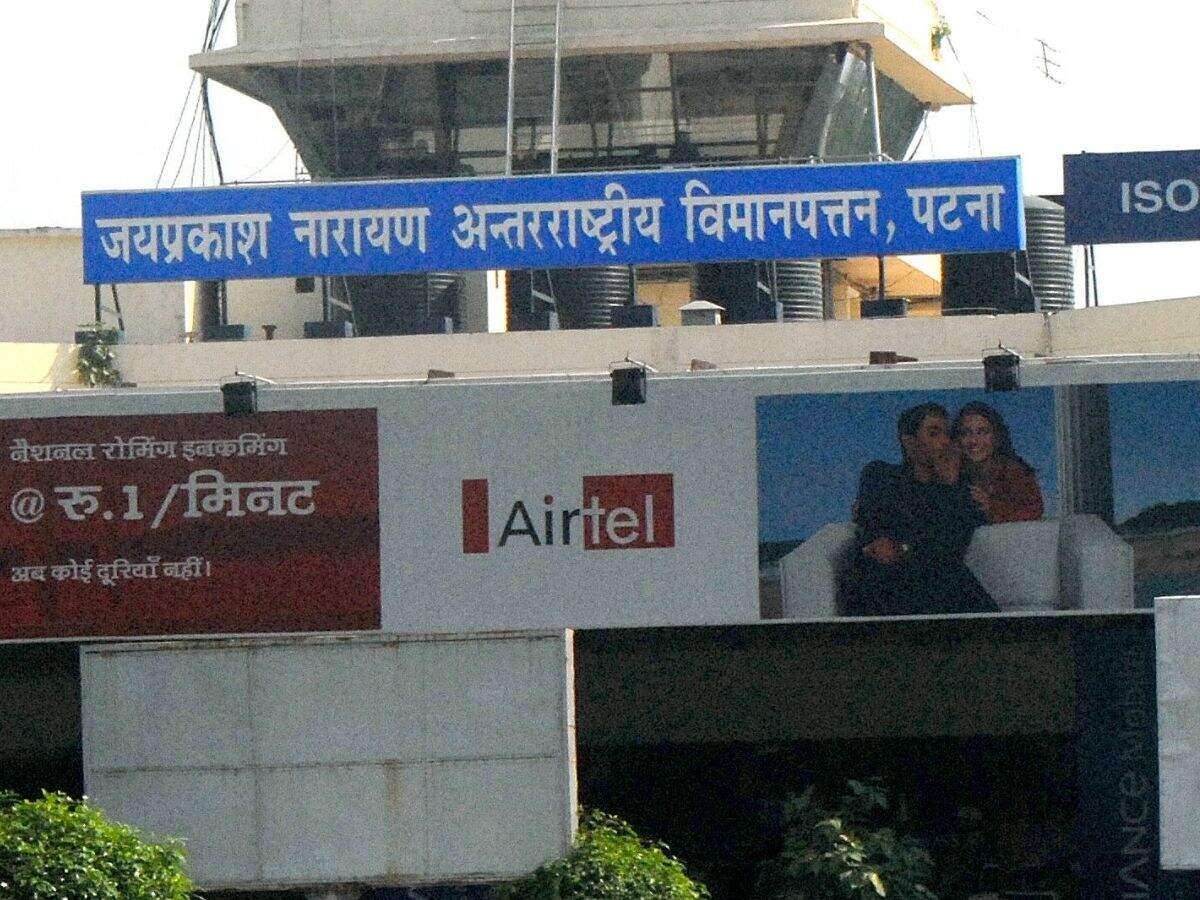 जयप्रकाश नारायण अन्तरराष्ट्रीय विमानपत्तन, पटना
ISO
नैशनल रोमिंग इनकमिंग
@ रु.1/मिनट
अब कोई दूरियाँ नहीं।
Airtel